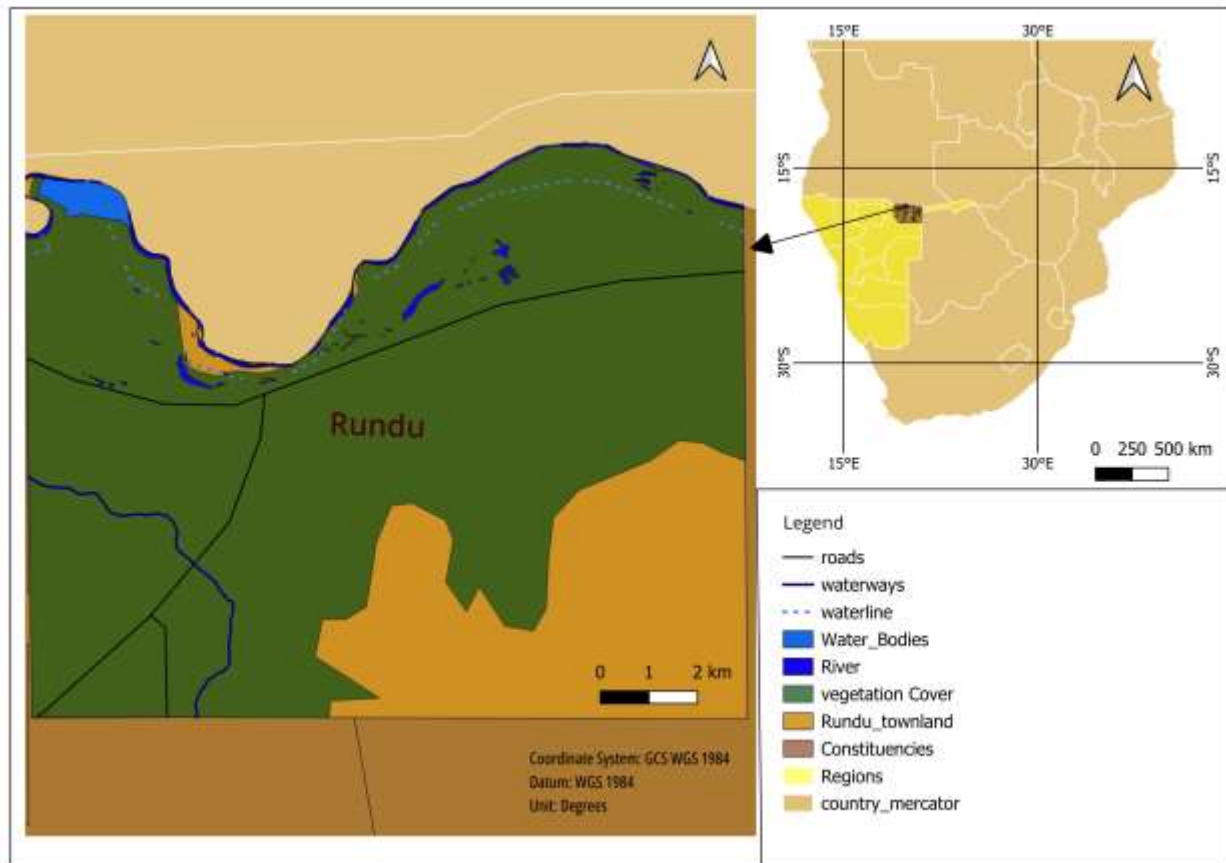 Rundu
0 1 2 km
Coordinate System: GCS WGS 1984
Datum: WGS 1984
Unit: Degrees
15°E 30°E
15°S 15°S
30°S 30°S
15°E 30°E
0 250 500 km
Legend
roads
waterways
waterline
Water_Bodies
River
vegetation Cover
Rundu_townland
Constituencies
Regions
country_mercator